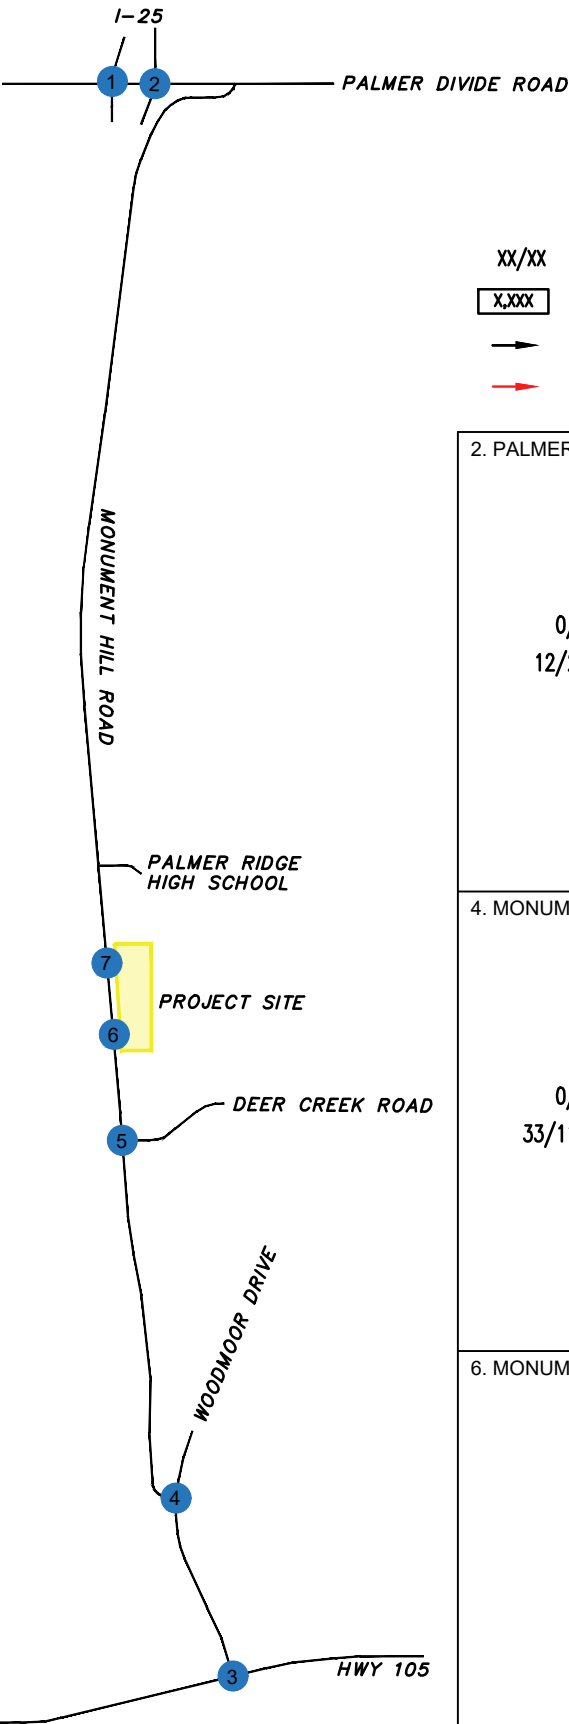 I-25
1
2
PALMER DIVIDE ROAD
XX/XX
X,XXX
2. PALMER
0/
12/
MONUMENT HILL ROAD
PALMER RIDGE
HIGH SCHOOL
4. MONUM
7
PROJECT SITE
6
DEER CREEK ROAD
0/
33/1
5
WOODMOOR DRIVE
6. MONUM
4
3
HWY 105